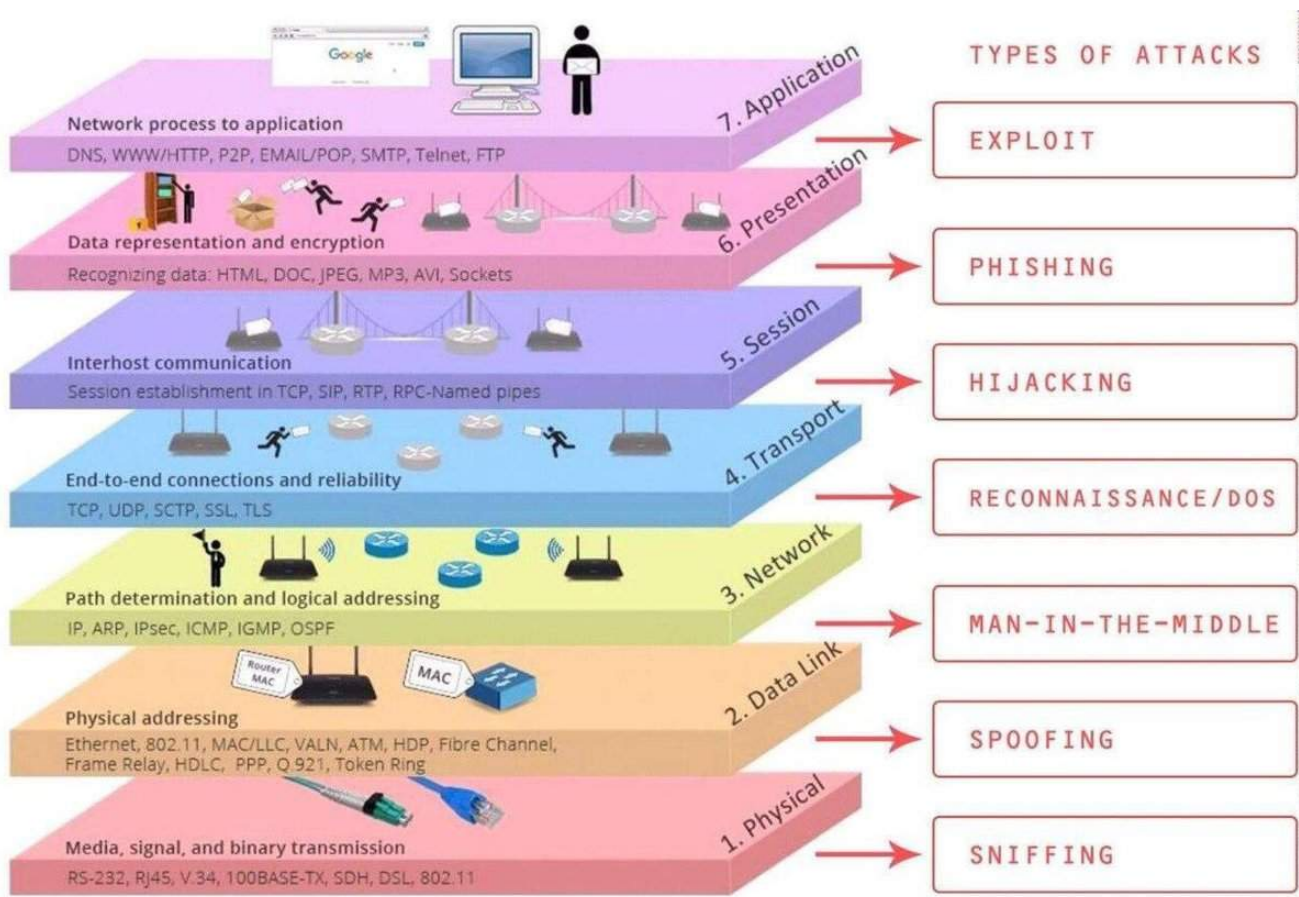 TYPES OF ATTACKS
Google
7. Application
Network process to application
DNS, WWW/HTTP, P2P, EMAIL/POP, SMTP, Telnet, FTP
EXPLOIT
6. Presentation
Data representation and encryption
Recognizing data: HTML, DOC, JPEG, MP3, AVI, Sockets
PHISHING
5. Session
Interhost communication
Session establishment in TCP, SIP, RTP, RPC-Named pipes
HIJACKING
4. Transport
End-to-end connections and reliability
TCP, UDP, SCTP, SSL, TLS
RECONNAISSANCE/DOS
3. Network
Path determination and logical addressing
IP, ARP, IPsec, ICMP, IGMP, OSPF
MAN-IN-THE-MIDDLE
2. Data Link
Router
MAC
MAC
Physical addressing
Ethernet, 802.11, MAC/LLC, VALN, ATM, HDP, Fibre Channel,
Frame Relay, HDLC, PPP, Q 921, Token Ring
SPOOFING
1. Physical
Media, signal, and binary transmission
RS-232, RJ45, V.34, 100BASE-TX, SDH, DSL, 802.11
SNIFFING